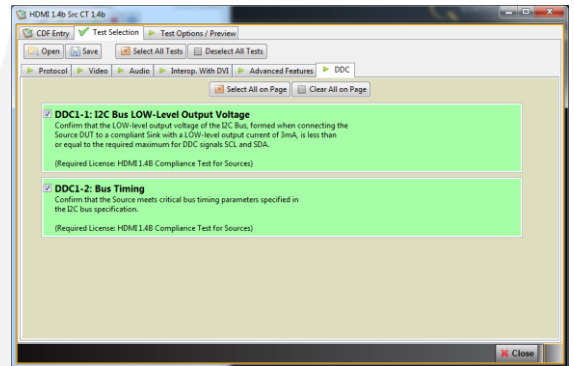 HDMI 1.4b Src CT 1.4b
CDF Entry Test Selection Test Options / Preview
Open Save Select All Tests Deselect All Tests
Protocol Video Audio Interop. With DVI Advanced Features DDC
Select All on Page Clear All on Page
DDC1-1: I2C Bus LOW-Level Output Voltage
Confirm that the LOW-level output voltage of the I2C Bus, formed when connecting the
Source DUT to a compliant Sink with a LOW-level output current of 3mA, is less than
or equal to the required maximum for DDC signals SCL and SDA.
(Required License: HDMI 1.4B Compliance Test for Sources)
DDC1-2: Bus Timing
Confirm that the Source meets critical bus timing parameters specified in
the I2C bus specification.
(Required License: HDMI 1.4B Compliance Test for Sources)
Close